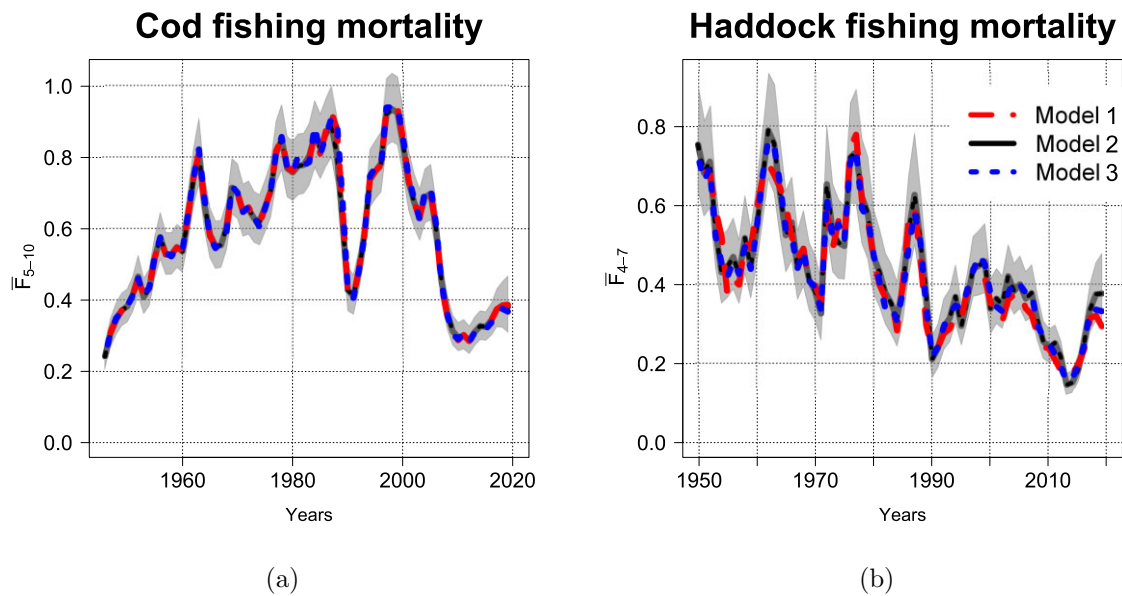 Cod fishing mortality
F̅5–10
1.0
0.8
0.6
0.4
0.2
0.0
1960 1980 2000 2020
Years
(a)
Haddock fishing mortality
F̅4–7
0.8
0.6
0.4
0.2
0.0
Model 1
Model 2
Model 3
1950 1970 1990 2010
Years
(b)